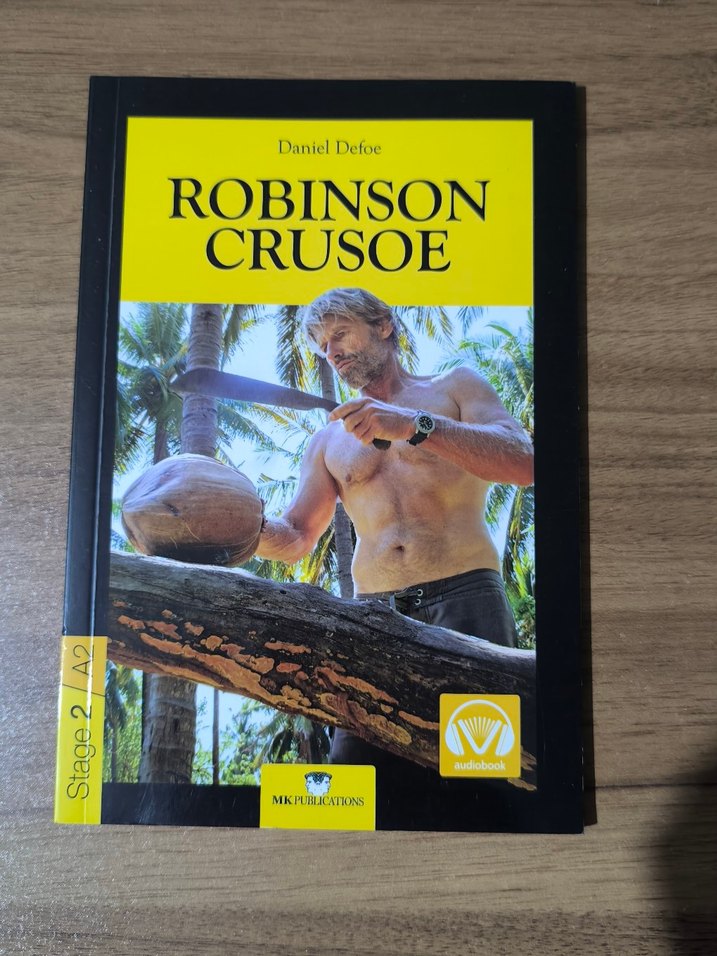 Daniel Defoe
ROBINSON
CRUSOE
Stage 2 / A2
audiobook
MK PUBLICATIONS